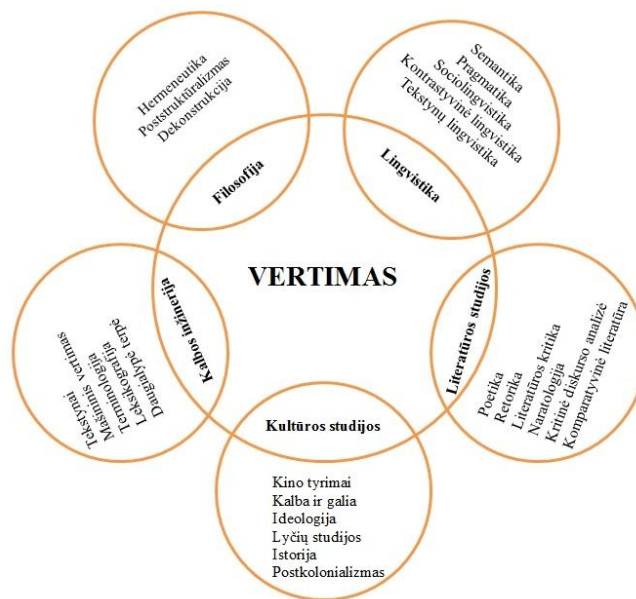 Hermeneutika
Poststruktūralizmas
Dekonstrukcija
Filosofija
Semantika
Pragmatika
Sociolingvistika
Kontrastyvinė lingvistika
Tekstynų lingvistika
Lingvistika
VERTIMAS
Kalbos inžinerija
Tekstynai
Mašininis vertimas
Terminologija
Leksikografija
Daugialypė terpė
Literatūros studijos
Poetika
Retorika
Literatūros kritika
Naratologija
Kritinė diskurso analizė
Komparatyvinė literatūra
Kultūros studijos
Kino tyrimai
Kalba ir galia
Ideologija
Lyčių studijos
Istorija
Postkolonializmas